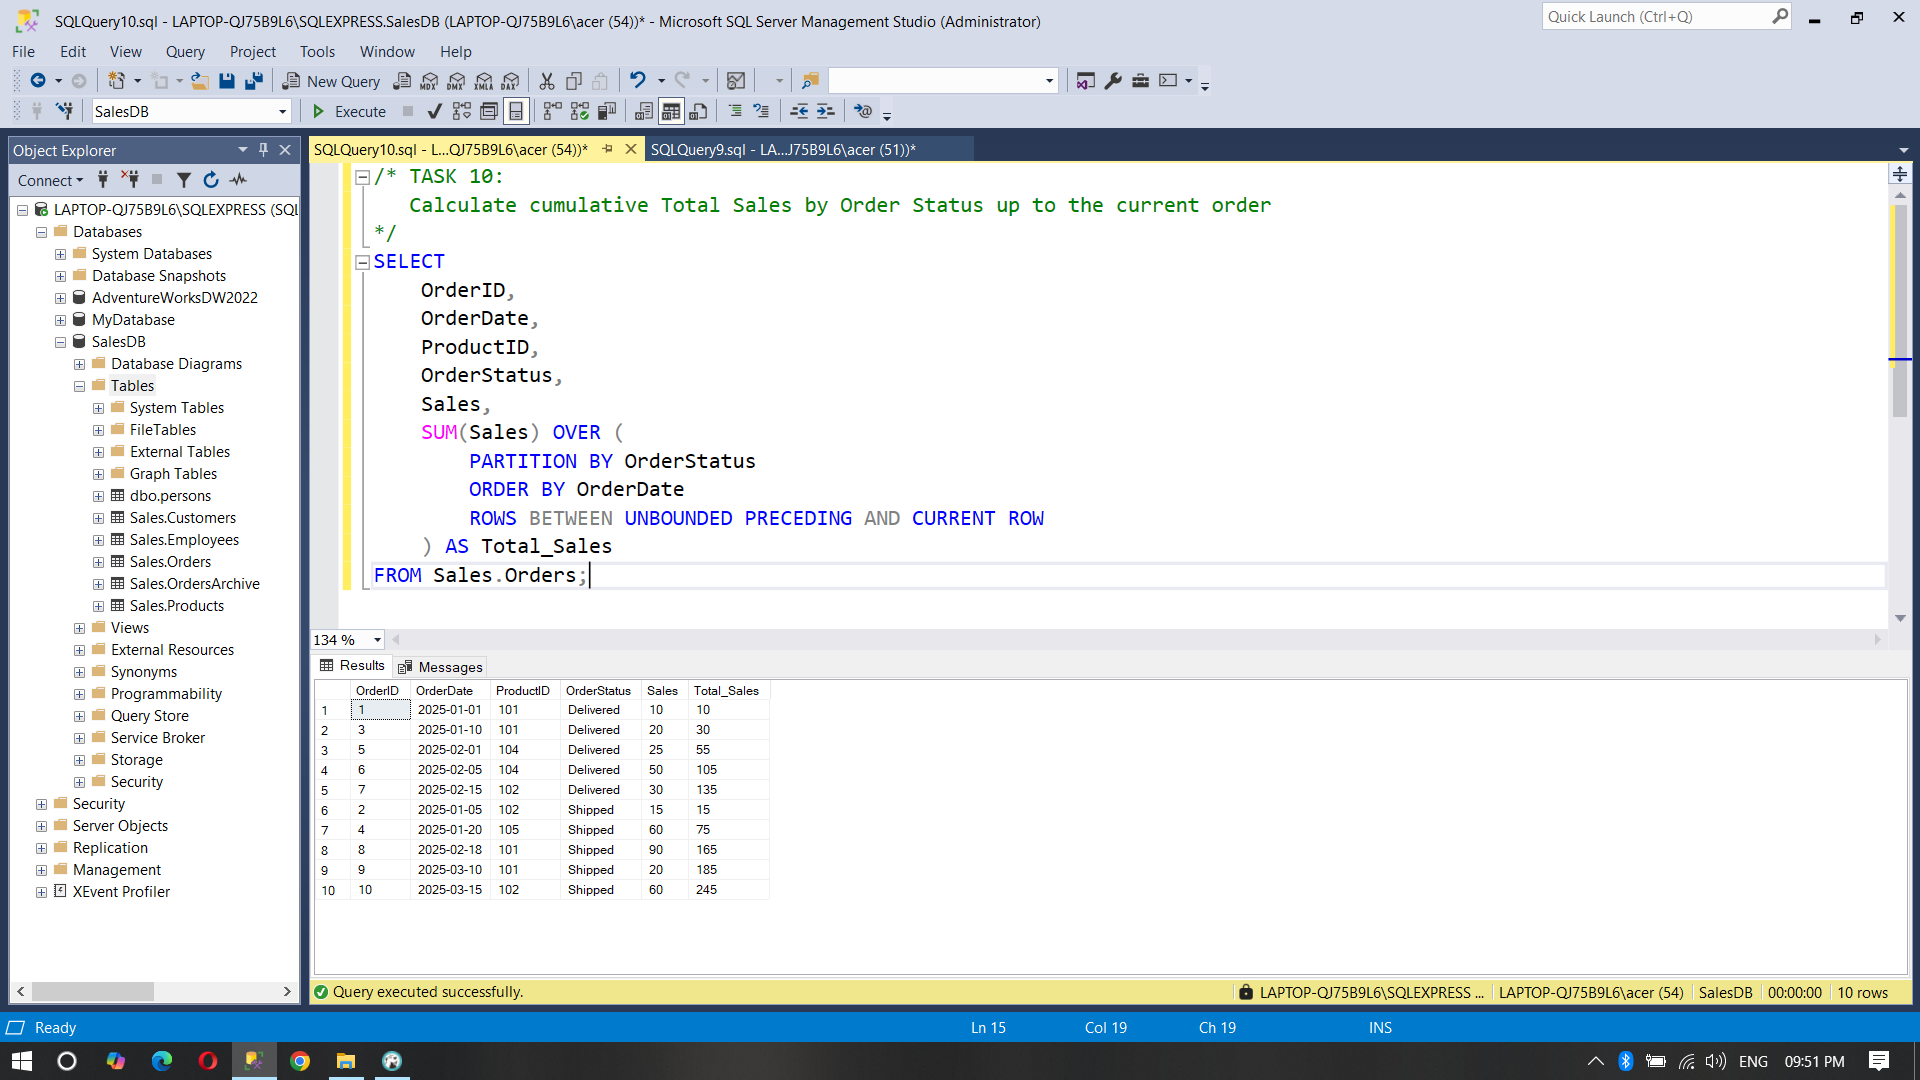 SQLQuery10.sql - LAPTOP-QJ75B9L6\SQLEXPRESS.SalesDB (LAPTOP-QJ75B9L6\acer (54))* - Microsoft SQL Server Management Studio (Administrator)
Quick Launch (Ctrl+Q)
File Edit View Query Project Tools Window Help
New Query
MDX DMX XMLA DAX
SalesDB
Execute
Object Explorer
Connect
LAPTOP-QJ75B9L6\SQLEXPRESS (SQL
Databases
System Databases
Database Snapshots
AdventureWorksDW2022
MyDatabase
SalesDB
Database Diagrams
Tables
System Tables
FileTables
External Tables
Graph Tables
dbo.persons
Sales.Customers
Sales.Employees
Sales.Orders
Sales.OrdersArchive
Sales.Products
Views
External Resources
Synonyms
Programmability
Query Store
Service Broker
Storage
Security
Security
Server Objects
Replication
Management
XEvent Profiler
SQLQuery10.sql - L...QJ75B9L6\acer (54))* SQLQuery9.sql - LA...J75B9L6\acer (51))*
/* TASK 10:
Calculate cumulative Total Sales by Order Status up to the current order
*/
SELECT
OrderID,
OrderDate,
ProductID,
OrderStatus,
Sales,
SUM(Sales) OVER (
PARTITION BY OrderStatus
ORDER BY OrderDate
ROWS BETWEEN UNBOUNDED PRECEDING AND CURRENT ROW
) AS Total_Sales
FROM Sales.Orders;
134 %
Results Messages
OrderID OrderDate ProductID OrderStatus Sales Total_Sales
1 1 2025-01-01 101 Delivered 10 10
2 3 2025-01-10 101 Delivered 20 30
3 5 2025-02-01 104 Delivered 25 55
4 6 2025-02-05 104 Delivered 50 105
5 7 2025-02-15 102 Delivered 30 135
6 2 2025-01-05 102 Shipped 15 15
7 4 2025-01-20 105 Shipped 60 75
8 8 2025-02-18 101 Shipped 90 165
9 9 2025-03-10 101 Shipped 20 185
10 10 2025-03-15 102 Shipped 60 245
Query executed successfully.
LAPTOP-QJ75B9L6\SQLEXPRESS ... LAPTOP-QJ75B9L6\acer (54) SalesDB 00:00:00 10 rows
Ready Ln 15 Col 19 Ch 19 INS
ENG 09:51 PM